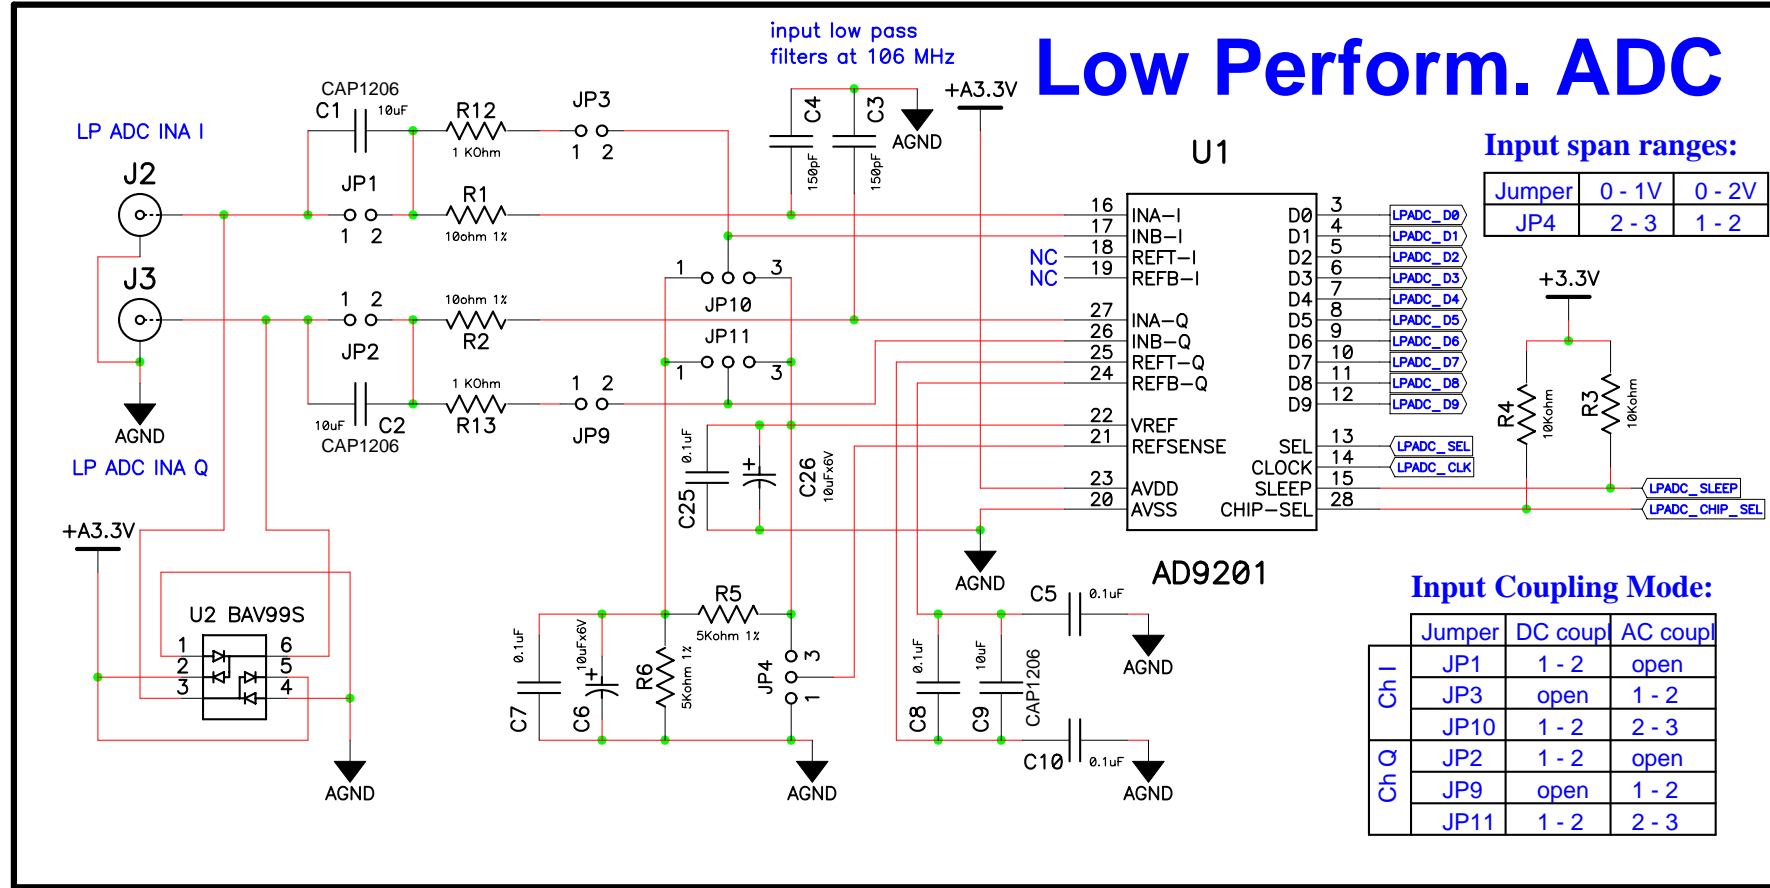 input low pass
filters at 106 MHz
Low Perform. ADC
CAP1206
C1
10uF
R12
1 KOhm
JP3
1 2
C4
150pF
C3
150pF
AGND
+A3.3V
LP ADC INA I
J2
JP1
1 2
R1
10ohm 1%
J3
1 2
JP2
10ohm 1%
R2
AGND
LP ADC INA Q
10uF
C2
CAP1206
1 KOhm
R13
1 2
JP9
1
3
JP10
JP11
1
3
U1
16 INA-I
17 INB-I
NC 18 REFT-I
NC 19 REFB-I
27 INA-Q
26 INB-Q
25 REFT-Q
24 REFB-Q
22 VREF
21 REFSENSE
23 AVDD
20 AVSS
D0 3 LPADC_D0
D1 4 LPADC_D1
D2 5 LPADC_D2
D3 6 LPADC_D3
D4 7 LPADC_D4
D5 8 LPADC_D5
D6 9 LPADC_D6
D7 10 LPADC_D7
D8 11 LPADC_D8
D9 12 LPADC_D9
SEL 13 LPADC_SEL
CLOCK 14 LPADC_CLK
SLEEP 15 LPADC_SLEEP
CHIP-SEL 28 LPADC_CHIP_SEL
AD9201
Input span ranges:
Jumper 0 - 1V 0 - 2V
JP4 2 - 3 1 - 2
+3.3V
R4
10Kohm
R3
10Kohm
0.1uF
C25
+
C26
10uFx6V
AGND
+A3.3V
U2 BAV99S
1 6
2 5
3 4
AGND
0.1uF
C7
10uFx6V
+
C6
R6
5Kohm 1%
R5
5Kohm 1%
JP4
3
1
AGND
0.1uF
C8
10uF
C9
CAP1206
C5
0.1uF
AGND
C10
0.1uF
AGND
Input Coupling Mode:
Jumper DC coupl AC coupl
Ch I
JP1 1 - 2 open
JP3 open 1 - 2
JP10 1 - 2 2 - 3
Ch Q
JP2 1 - 2 open
JP9 open 1 - 2
JP11 1 - 2 2 - 3